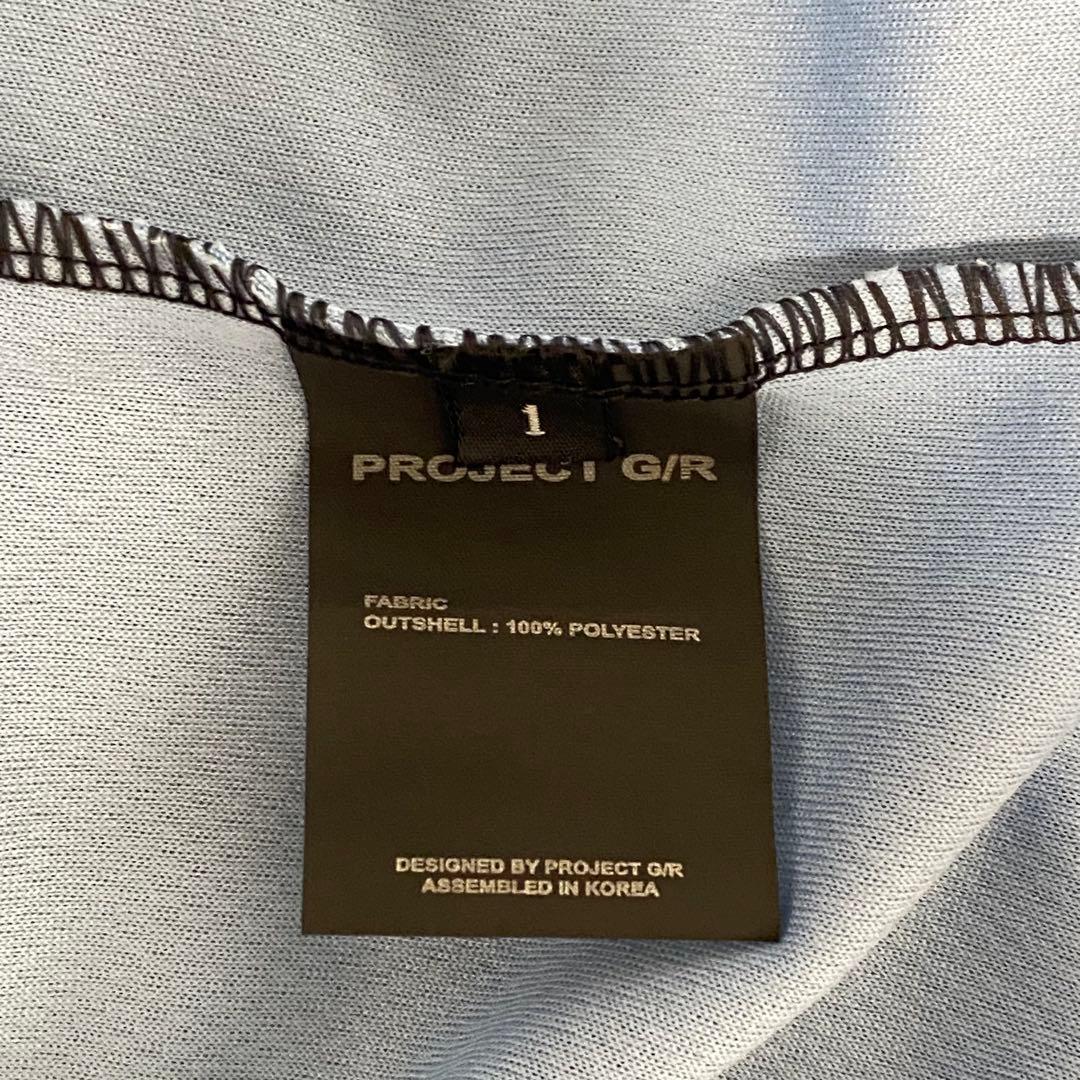 1
PROJECT G/R
FABRIC
OUTSHELL : 100% POLYESTER
DESIGNED BY PROJECT G/R
ASSEMBLED IN KOREA